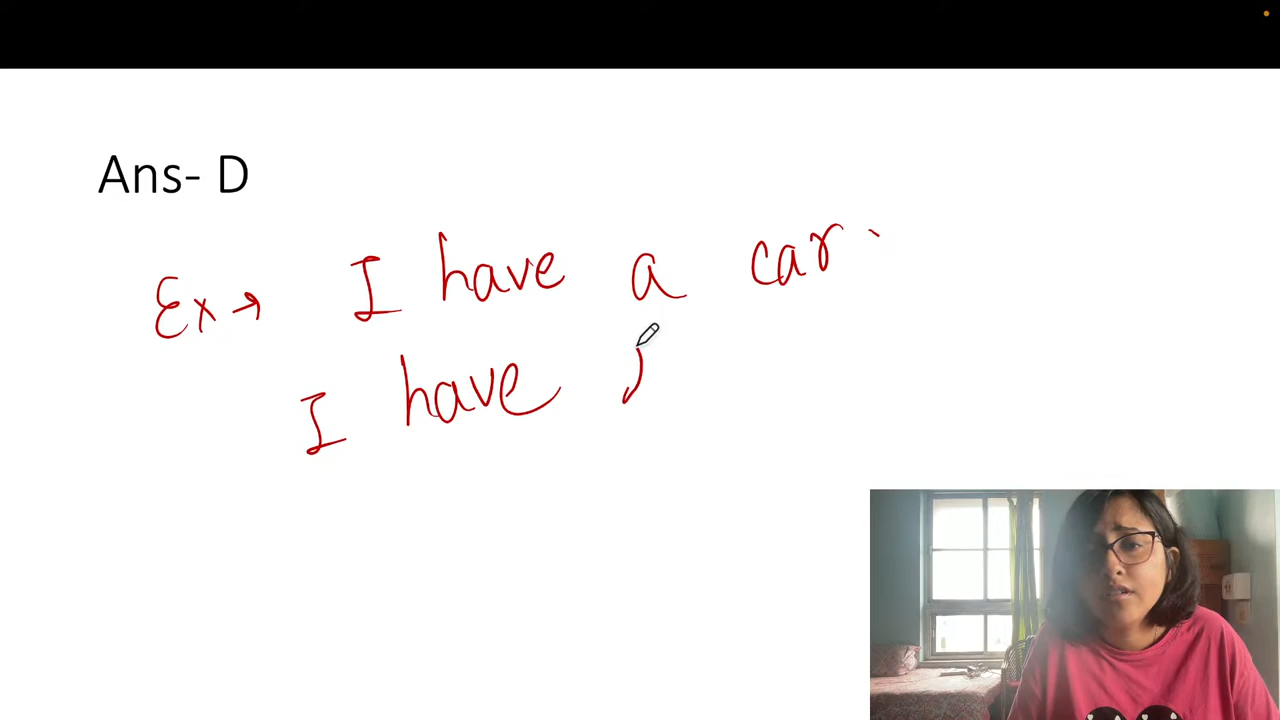 Ans- D
Ex → I have a car.
I have